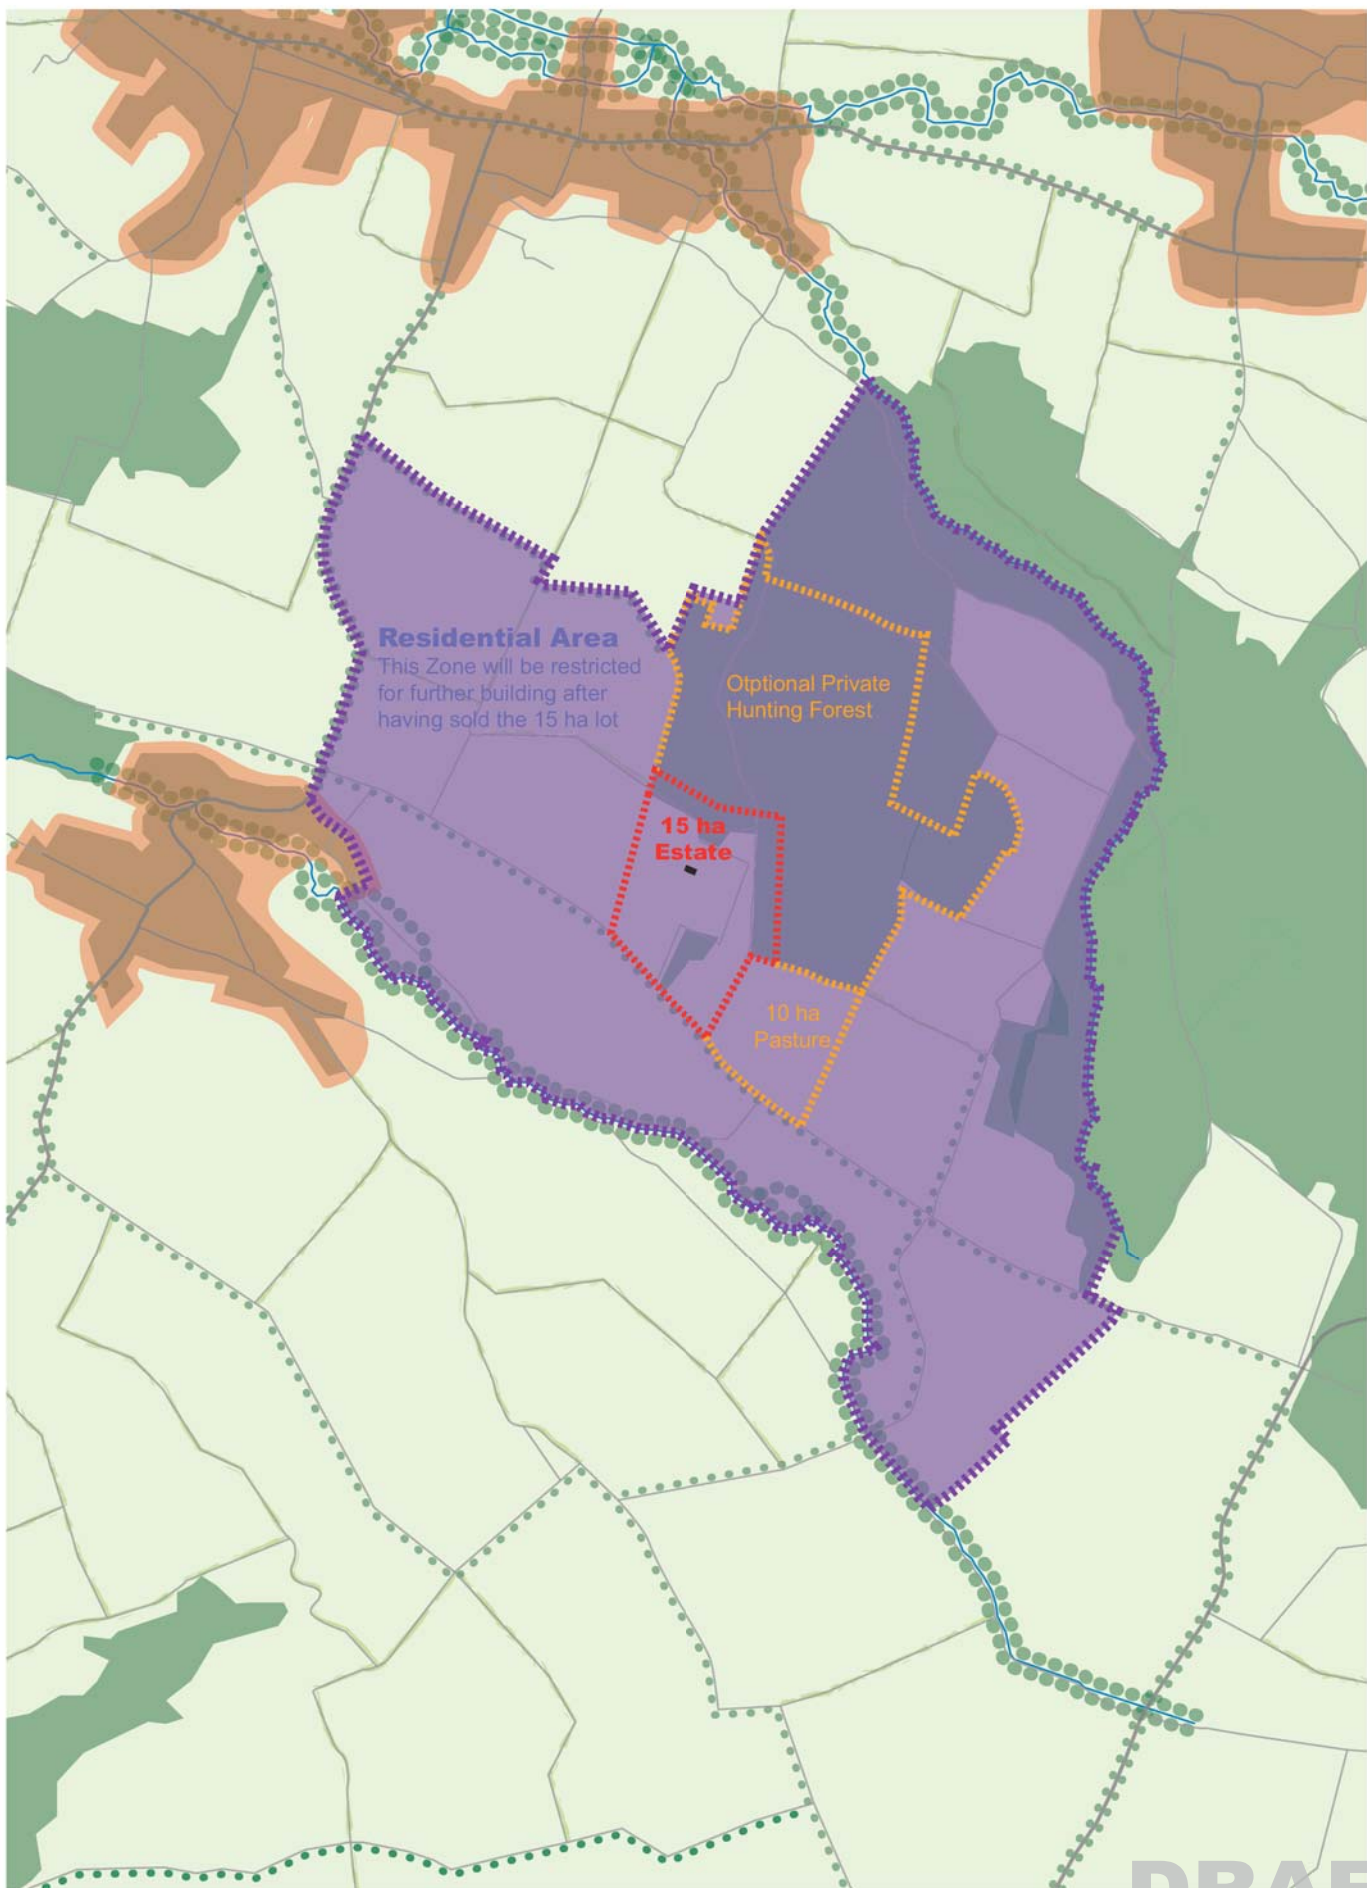 Residential Area
This Zone will be restricted
for further building after
having sold the 15 ha lot
Otptional Private
Hunting Forest
15 ha
Estate
10 ha
Pasture
DRAF